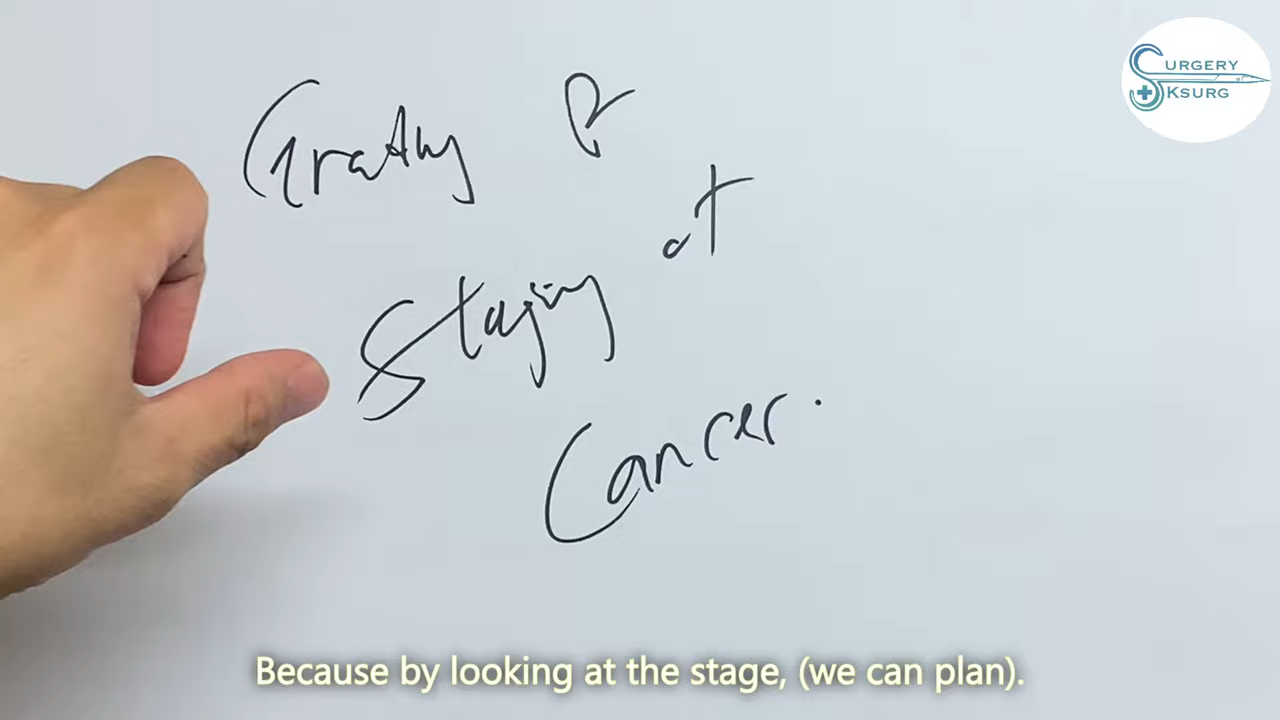 Grading &
Staging of
Cancer.
SURGERY
SKSURG
Because by looking at the stage, (we can plan).